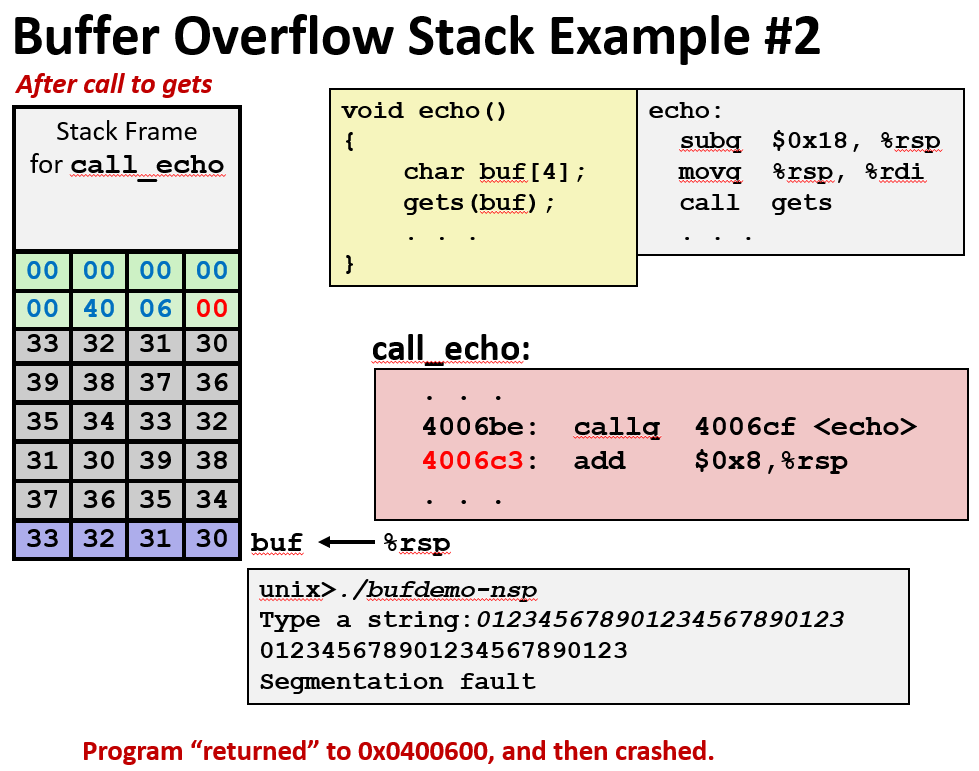 Buffer Overflow Stack Example #2
After call to gets
Stack Frame
for call_echo
00 00 00 00
00 40 06 00
33 32 31 30
39 38 37 36
35 34 33 32
31 30 39 38
37 36 35 34
33 32 31 30
buf %rsp
void echo()
{
char buf[4];
gets(buf);
. . .
}
echo:
subq $0x18, %rsp
movq %rsp, %rdi
call gets
. . .
call_echo:
. . .
4006be: callq 4006cf <echo>
4006c3: add $0x8,%rsp
. . .
unix>./bufdemo-nsp
Type a string:012345678901234567890123
012345678901234567890123
Segmentation fault
Program “returned” to 0x0400600, and then crashed.